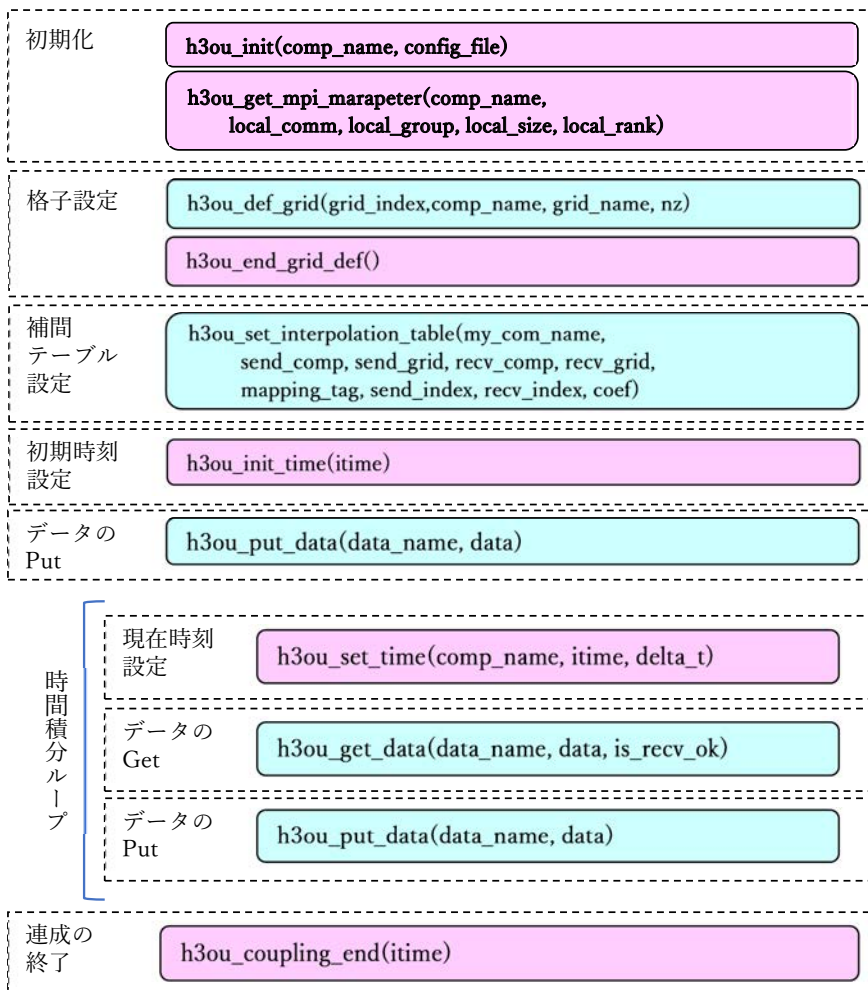 初期化
h3ou_init(comp_name, config_file)
h3ou_get_mpi_marapeter(comp_name,
local_comm, local_group, local_size, local_rank)
格子設定
h3ou_def_grid(grid_index,comp_name, grid_name, nz)
h3ou_end_grid_def()
補間
テーブル
設定
h3ou_set_interpolation_table(my_com_name,
send_comp, send_grid, recv_comp, recv_grid,
mapping_tag, send_index, recv_index, coef)
初期時刻
設定
h3ou_init_time(itime)
データの
Put
h3ou_put_data(data_name, data)
時間積分ループ
現在時刻
設定
h3ou_set_time(comp_name, itime, delta_t)
データの
Get
h3ou_get_data(data_name, data, is_recv_ok)
データの
Put
h3ou_put_data(data_name, data)
連成の
終了
h3ou_coupling_end(itime)